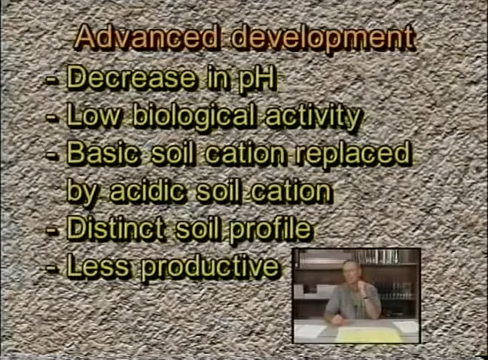 Advanced development
- Decrease in pH
- Low biological activity
- Basic soil cation replaced
by acidic soil cation
- Distinct soil profile
- Less productive